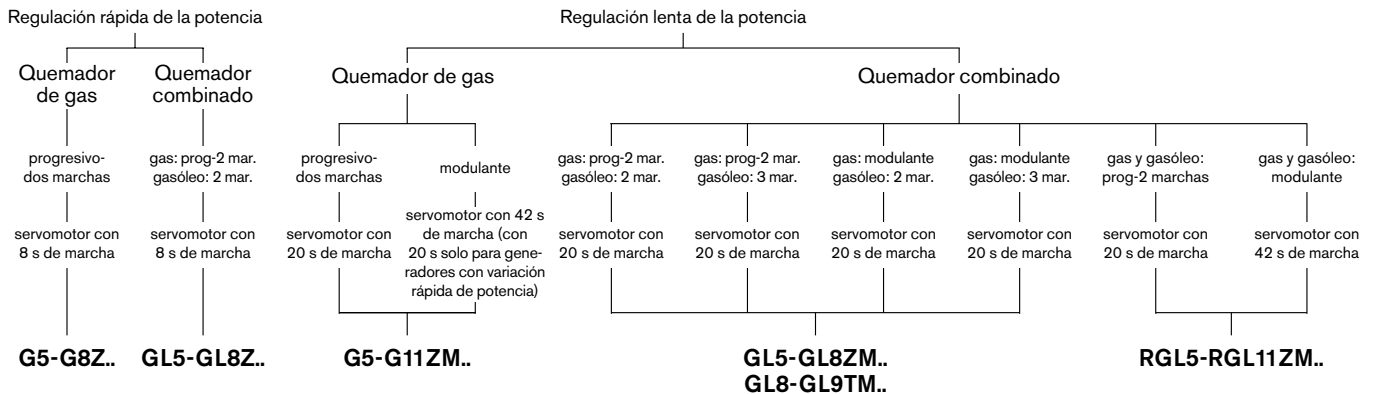 Regulación rápida de la potencia
Regulación lenta de la potencia
Quemador
de gas
Quemador
combinado
Quemador de gas
Quemador combinado
progresivo-
dos marchas
gas: prog-2 mar.
gasóleo: 2 mar.
progresivo-
dos marchas
modulante
gas: prog-2 mar.
gasóleo: 2 mar.
gas: prog-2 mar.
gasóleo: 3 mar.
gas: modulante
gasóleo: 2 mar.
gas: modulante
gasóleo: 3 mar.
gas y gasóleo:
prog-2 marchas
gas y gasóleo:
modulante
servomotor con
8 s de marcha
servomotor con
8 s de marcha
servomotor con
20 s de marcha
servomotor con 42 s
de marcha (con
20 s solo para gene-
radores con variación
rápida de potencia)
servomotor con
20 s de marcha
servomotor con
20 s de marcha
servomotor con
20 s de marcha
servomotor con
20 s de marcha
servomotor con
20 s de marcha
servomotor con
42 s de marcha
G5-G8Z..
GL5-GL8Z..
G5-G11ZM..
GL5-GL8ZM..
GL8-GL9TM..
RGL5-RGL11ZM..